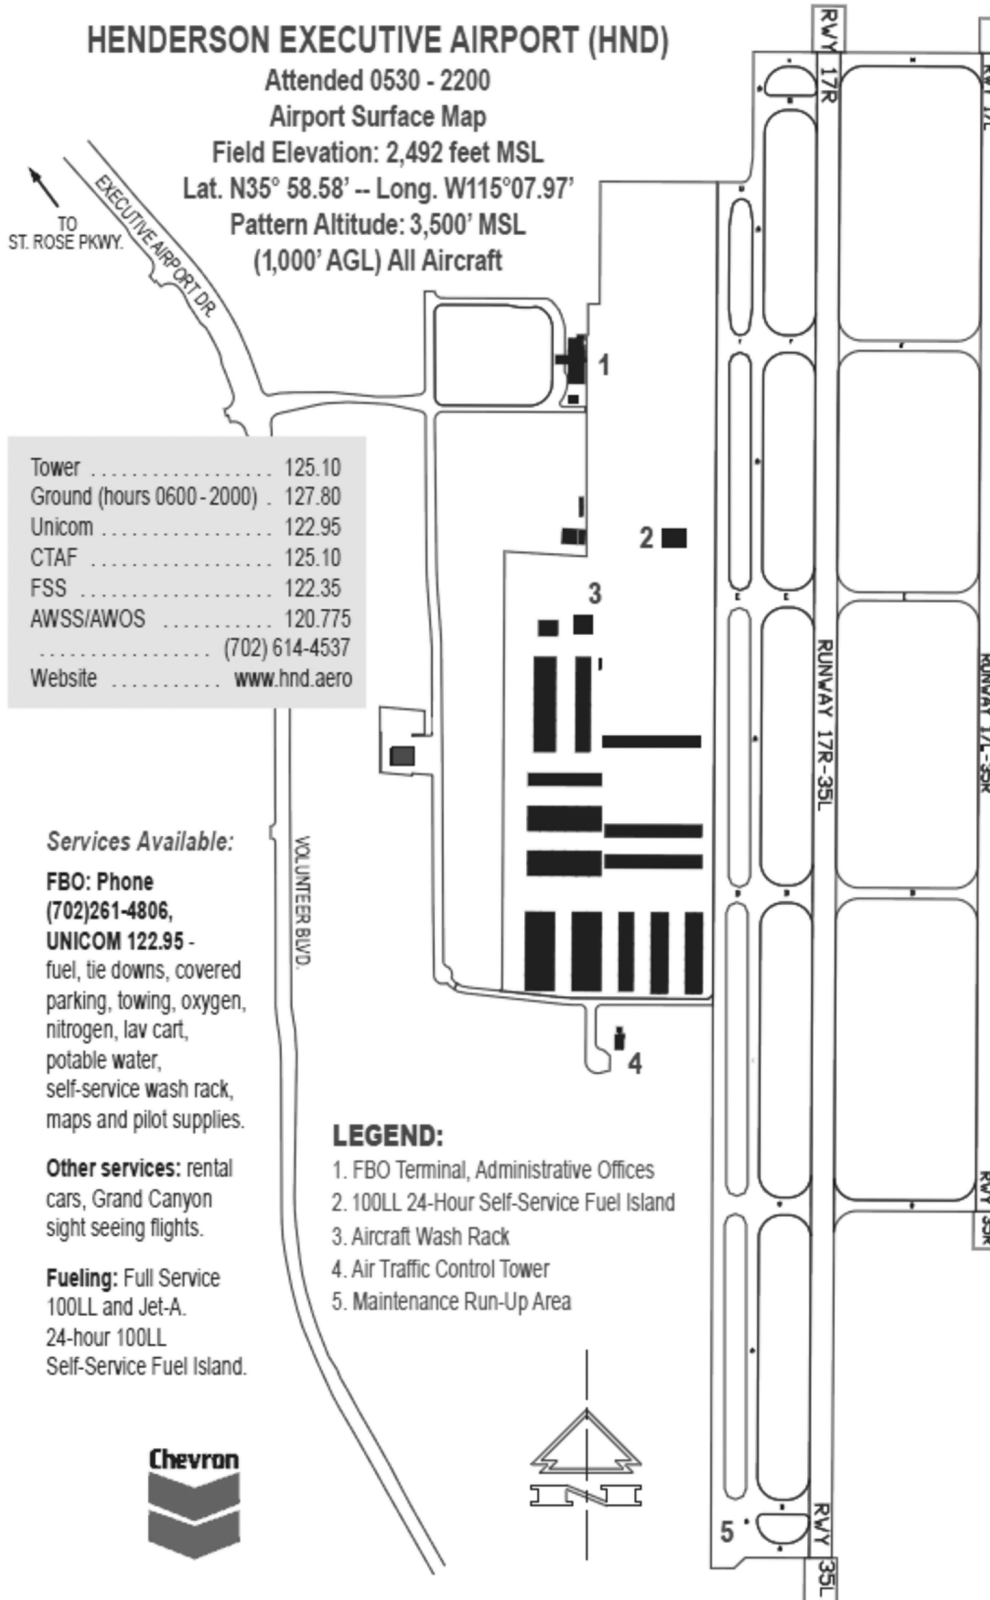 HENDERSON EXECUTIVE AIRPORT (HND)
Attended 0530 - 2200
Airport Surface Map
Field Elevation: 2,492 feet MSL
Lat. N35° 58.58’ -- Long. W115°07.97’
Pattern Altitude: 3,500’ MSL
(1,000’ AGL) All Aircraft
TO
ST. ROSE PKWY.
EXECUTIVE AIRPORT DR.
RWY 17R
RWY 17L
1
Tower .................. 125.10
Ground (hours 0600 - 2000) . 127.80
Unicom ................. 122.95
CTAF .................. 125.10
FSS ................... 122.35
AWSS/AWOS ........... 120.775
................. (702) 614-4537
Website ........... www.hnd.aero
2
3
RUNWAY 17R-35L
RUNWAY 17L-35R
VOLUNTEER BLVD.
Services Available:
FBO: Phone
(702)261-4806,
UNICOM 122.95 -
fuel, tie downs, covered
parking, towing, oxygen,
nitrogen, lav cart,
potable water,
self-service wash rack,
maps and pilot supplies.
Other services: rental
cars, Grand Canyon
sight seeing flights.
Fueling: Full Service
100LL and Jet-A.
24-hour 100LL
Self-Service Fuel Island.
4
LEGEND:
1. FBO Terminal, Administrative Offices
2. 100LL 24-Hour Self-Service Fuel Island
3. Aircraft Wash Rack
4. Air Traffic Control Tower
5. Maintenance Run-Up Area
RWY 35R
Chevron
N
5
RWY 35L